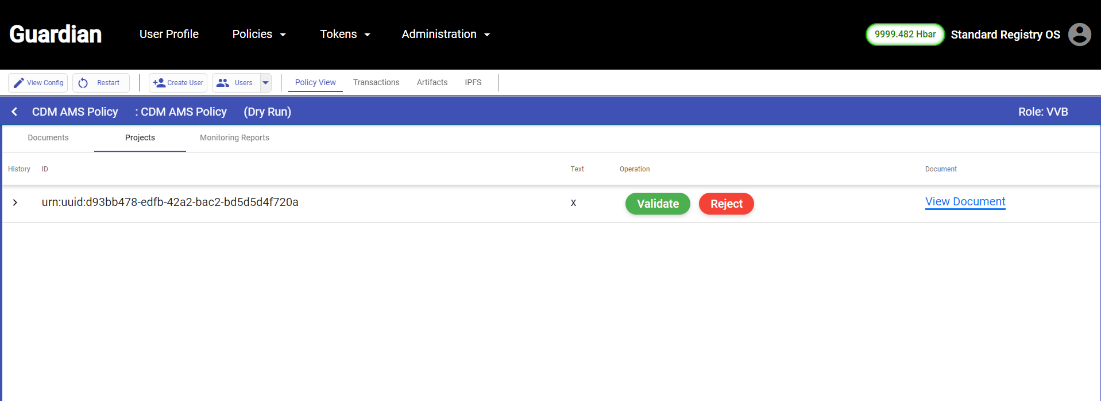 Guardian User Profile Policies Tokens Administration 9999.482 Hbar Standard Registry OS
View Config Restart Create User Users Policy View Transactions Artifacts IPFS
CDM AMS Policy : CDM AMS Policy (Dry Run) Role: VVB
Documents Projects Monitoring Reports
History ID Text Operation Document
urn:uuid:d93bb478-edfb-42a2-bac2-bd5d5d4f720a x Validate Reject View Document